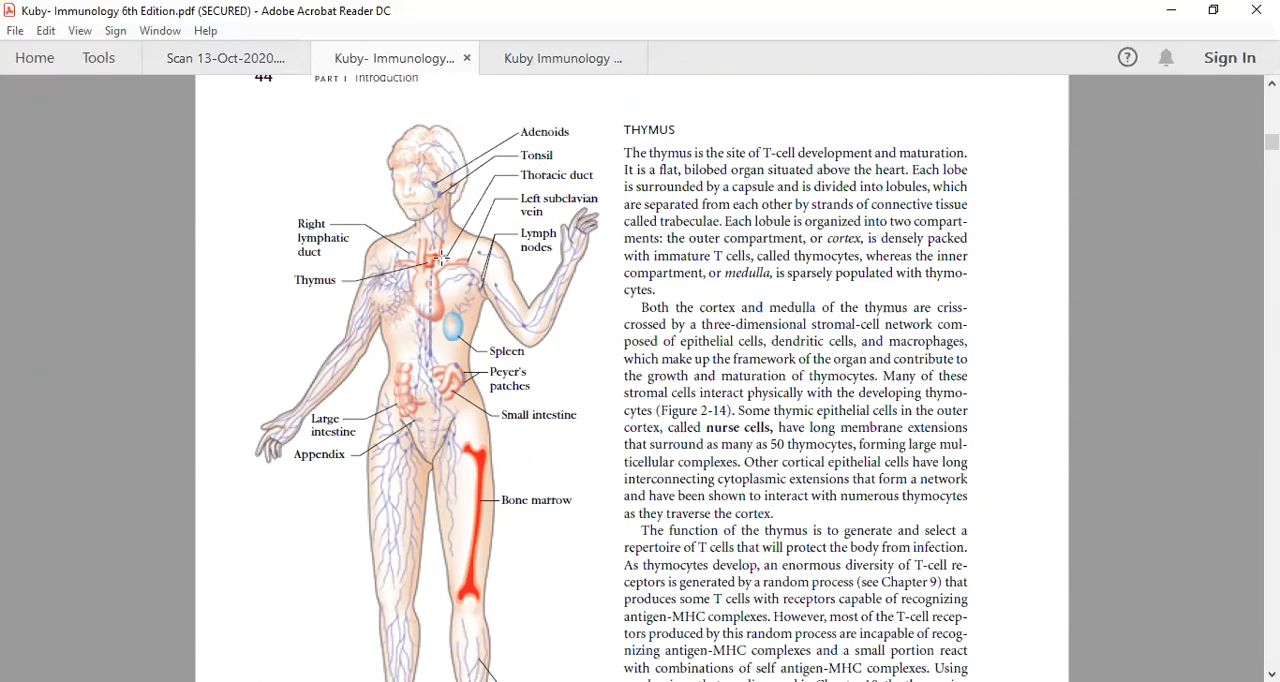 Kuby- Immunology 6th Edition.pdf (SECURED) - Adobe Acrobat Reader DC
File Edit View Sign Window Help
Home Tools Scan 13-Oct-2020.... Kuby- Immunology... × Kuby Immunology ... Sign In
44 PART I Introduction
Adenoids
Tonsil
Thoracic duct
Left subclavian
vein
Lymph
nodes
Right
lymphatic
duct
Thymus
Spleen
Peyer's
patches
Small intestine
Large
intestine
Appendix
Bone marrow
THYMUS
The thymus is the site of T-cell development and maturation.
It is a flat, bilobed organ situated above the heart. Each lobe
is surrounded by a capsule and is divided into lobules, which
are separated from each other by strands of connective tissue
called trabeculae. Each lobule is organized into two compart-
ments: the outer compartment, or cortex, is densely packed
with immature T cells, called thymocytes, whereas the inner
compartment, or medulla, is sparsely populated with thymo-
cytes.
Both the cortex and medulla of the thymus are criss-
crossed by a three-dimensional stromal-cell network com-
posed of epithelial cells, dendritic cells, and macrophages,
which make up the framework of the organ and contribute to
the growth and maturation of thymocytes. Many of these
stromal cells interact physically with the developing thymo-
cytes (Figure 2-14). Some thymic epithelial cells in the outer
cortex, called nurse cells, have long membrane extensions
that surround as many as 50 thymocytes, forming large mul-
ticellular complexes. Other cortical epithelial cells have long
interconnecting cytoplasmic extensions that form a network
and have been shown to interact with numerous thymocytes
as they traverse the cortex.
The function of the thymus is to generate and select a
repertoire of T cells that will protect the body from infection.
As thymocytes develop, an enormous diversity of T-cell re-
ceptors is generated by a random process (see Chapter 9) that
produces some T cells with receptors capable of recognizing
antigen-MHC complexes. However, most of the T-cell recep-
tors produced by this random process are incapable of recog-
nizing antigen-MHC complexes and a small portion react
with combinations of self antigen-MHC complexes. Using